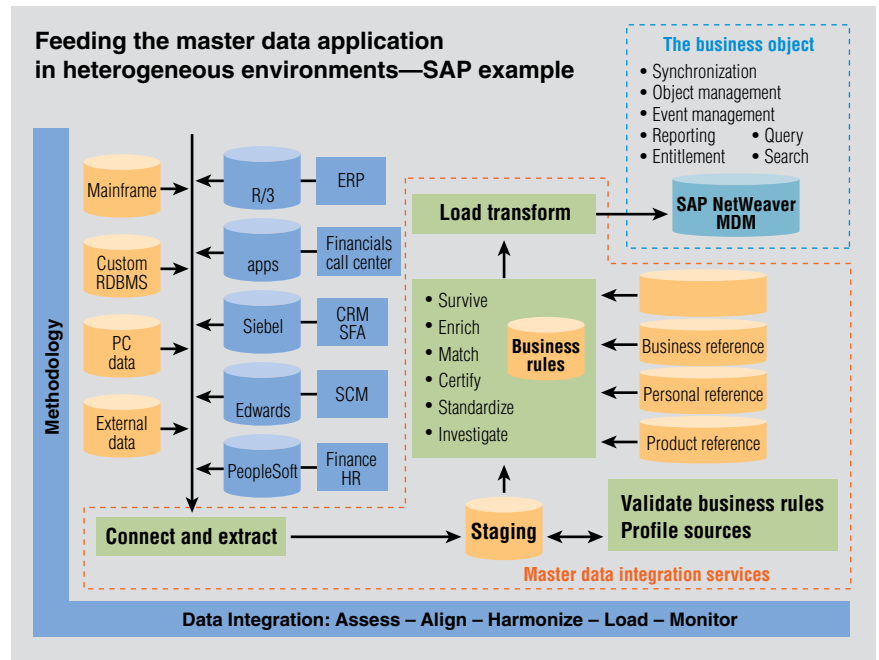 Feeding the master data application
in heterogeneous environments—SAP example
The business object
• Synchronization
• Object management
• Event management
• Reporting • Query
• Entitlement • Search
SAP NetWeaver
MDM
Methodology
Mainframe
Custom
RDBMS
PC
data
External
data
R/3
ERP
apps
Financials
call center
Siebel
CRM
SFA
Edwards
SCM
PeopleSoft
Finance
HR
Connect and extract
Load transform
• Survive
• Enrich
• Match
• Certify
• Standardize
• Investigate
Business
rules
Business reference
Personal reference
Product reference
Staging
Validate business rules
Profile sources
Master data integration services
Data Integration: Assess – Align – Harmonize – Load – Monitor